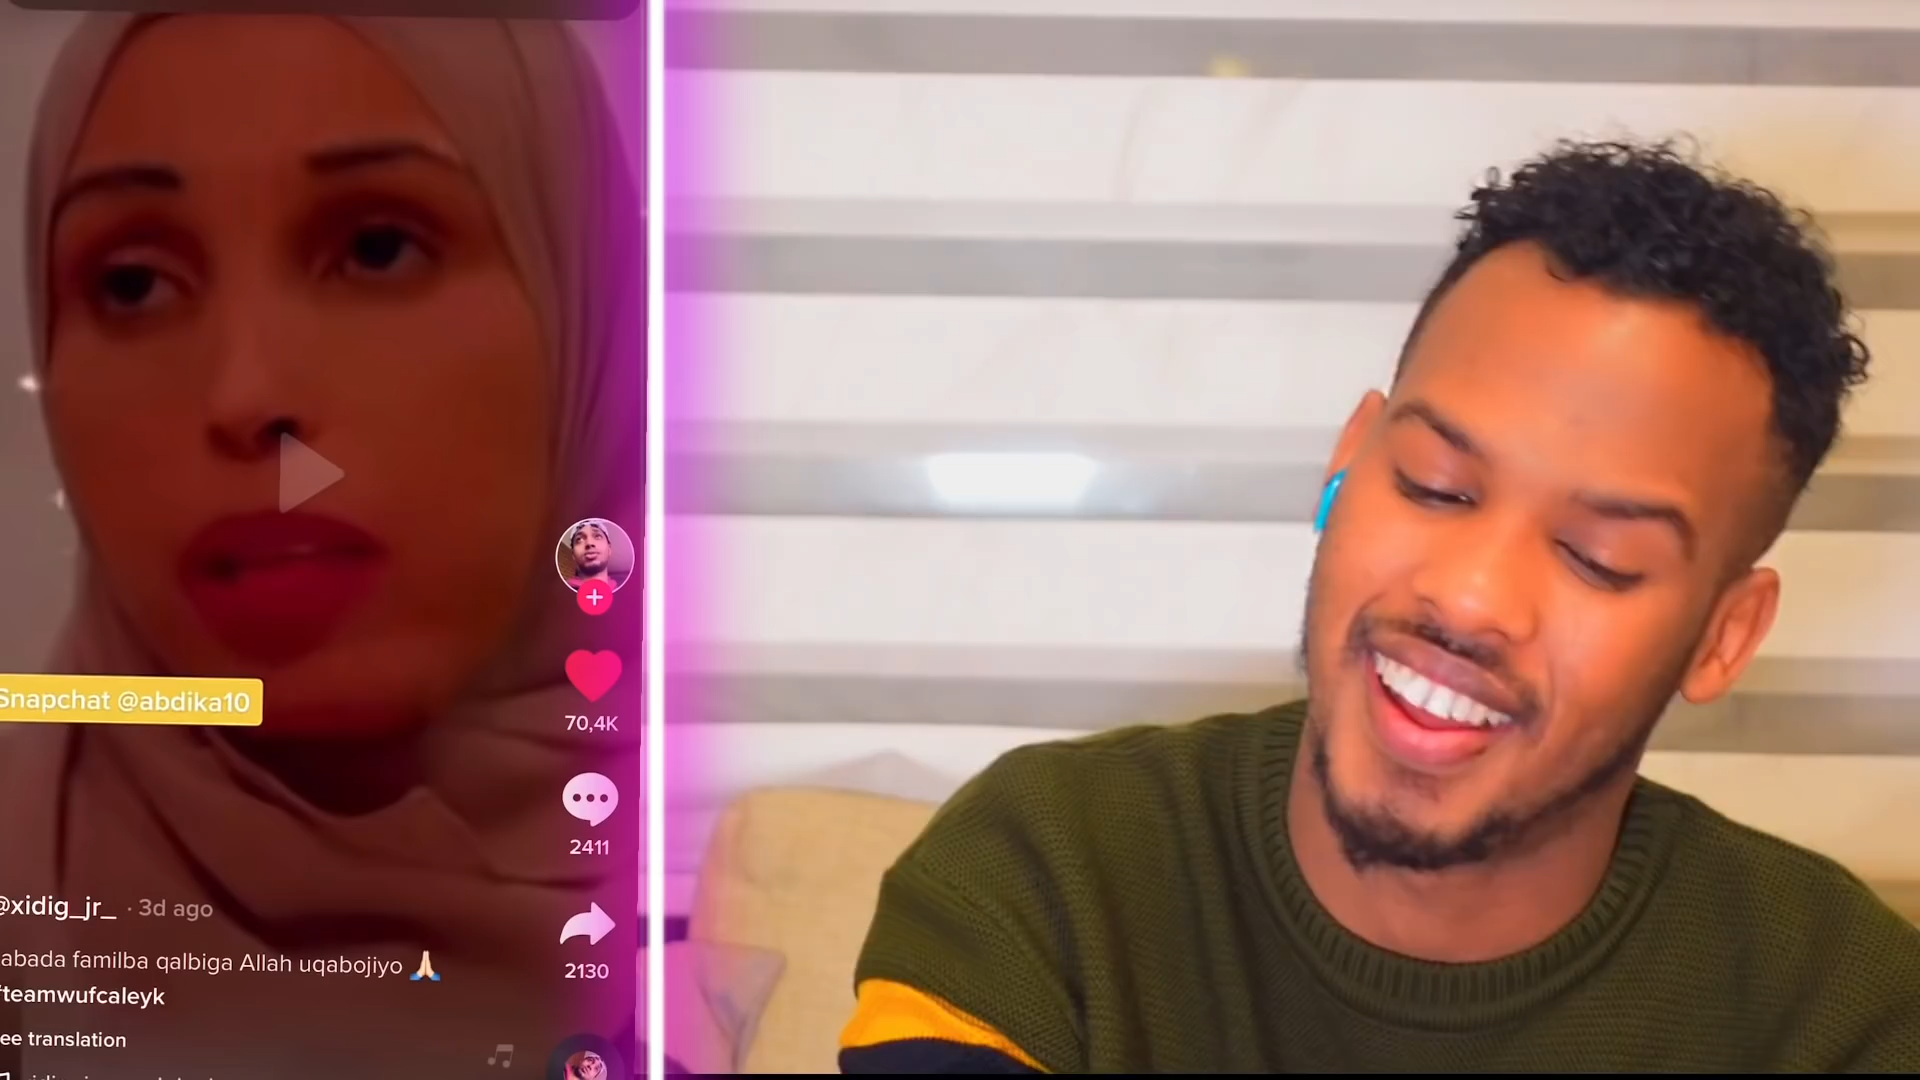 Snapchat @abdika10
70,4K
2411
2130
@xidig_jr_ · 3d ago
abada familba qalbiga Allah uqabojiyo 🙏🏻
teamwufcaleyk
ee translation